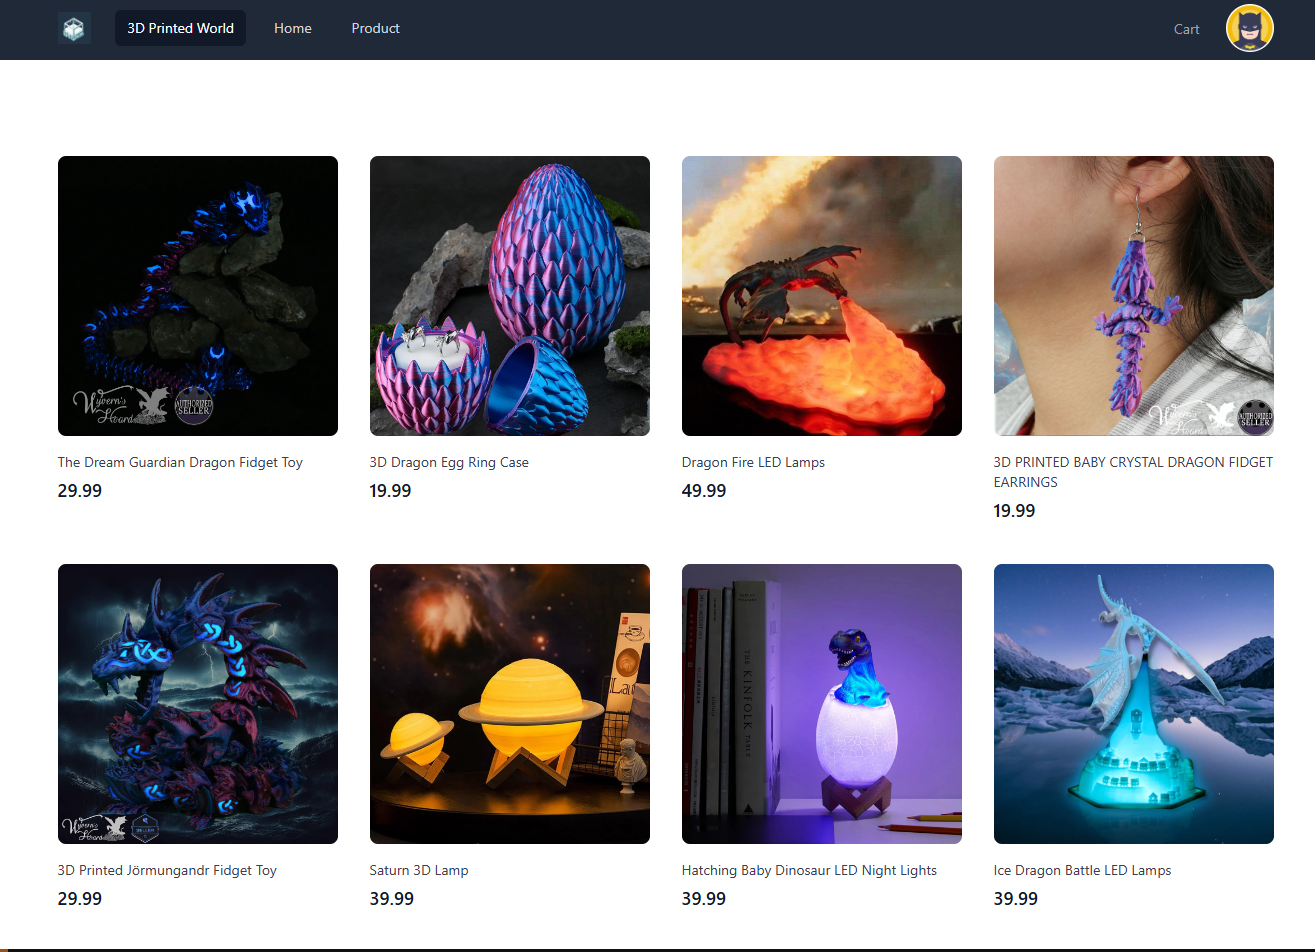 3D Printed World
Home
Product
Cart
Wyvern's
Hoard
AUTHORIZED
SELLER
Wyvern's
Hoard
AUTHORIZED
SELLER
The Dream Guardian Dragon Fidget Toy
29.99
3D Dragon Egg Ring Case
19.99
Dragon Fire LED Lamps
49.99
3D PRINTED BABY CRYSTAL DRAGON FIDGET
EARRINGS
19.99
THE KINFOLK TABLE
Wyvern's
Hoard
3D Printed Jörmungandr Fidget Toy
29.99
Saturn 3D Lamp
39.99
Hatching Baby Dinosaur LED Night Lights
39.99
Ice Dragon Battle LED Lamps
39.99